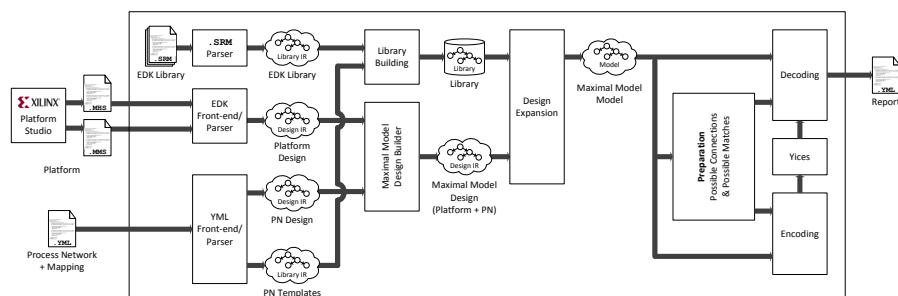 .SRM
EDK Library
.SRM
Parser
Library IR
EDK Library
Library
Building
Library
Library
Design
Expansion
Model
Maximal Model
Model
Decoding
.YML
Report
XILINX
Platform
Studio
.MHS
.MMS
Platform
EDK
Front-end/
Parser
Design IR
Platform
Design
Maximal Model
Design Builder
Design IR
Maximal Model
Design
(Platform + PN)
Preparation
Possible Connections
& Possible Matches
Yices
Encoding
.YML
Process Network
+ Mapping
YML
Front-end/
Parser
Design IR
PN Design
Library IR
PN Templates